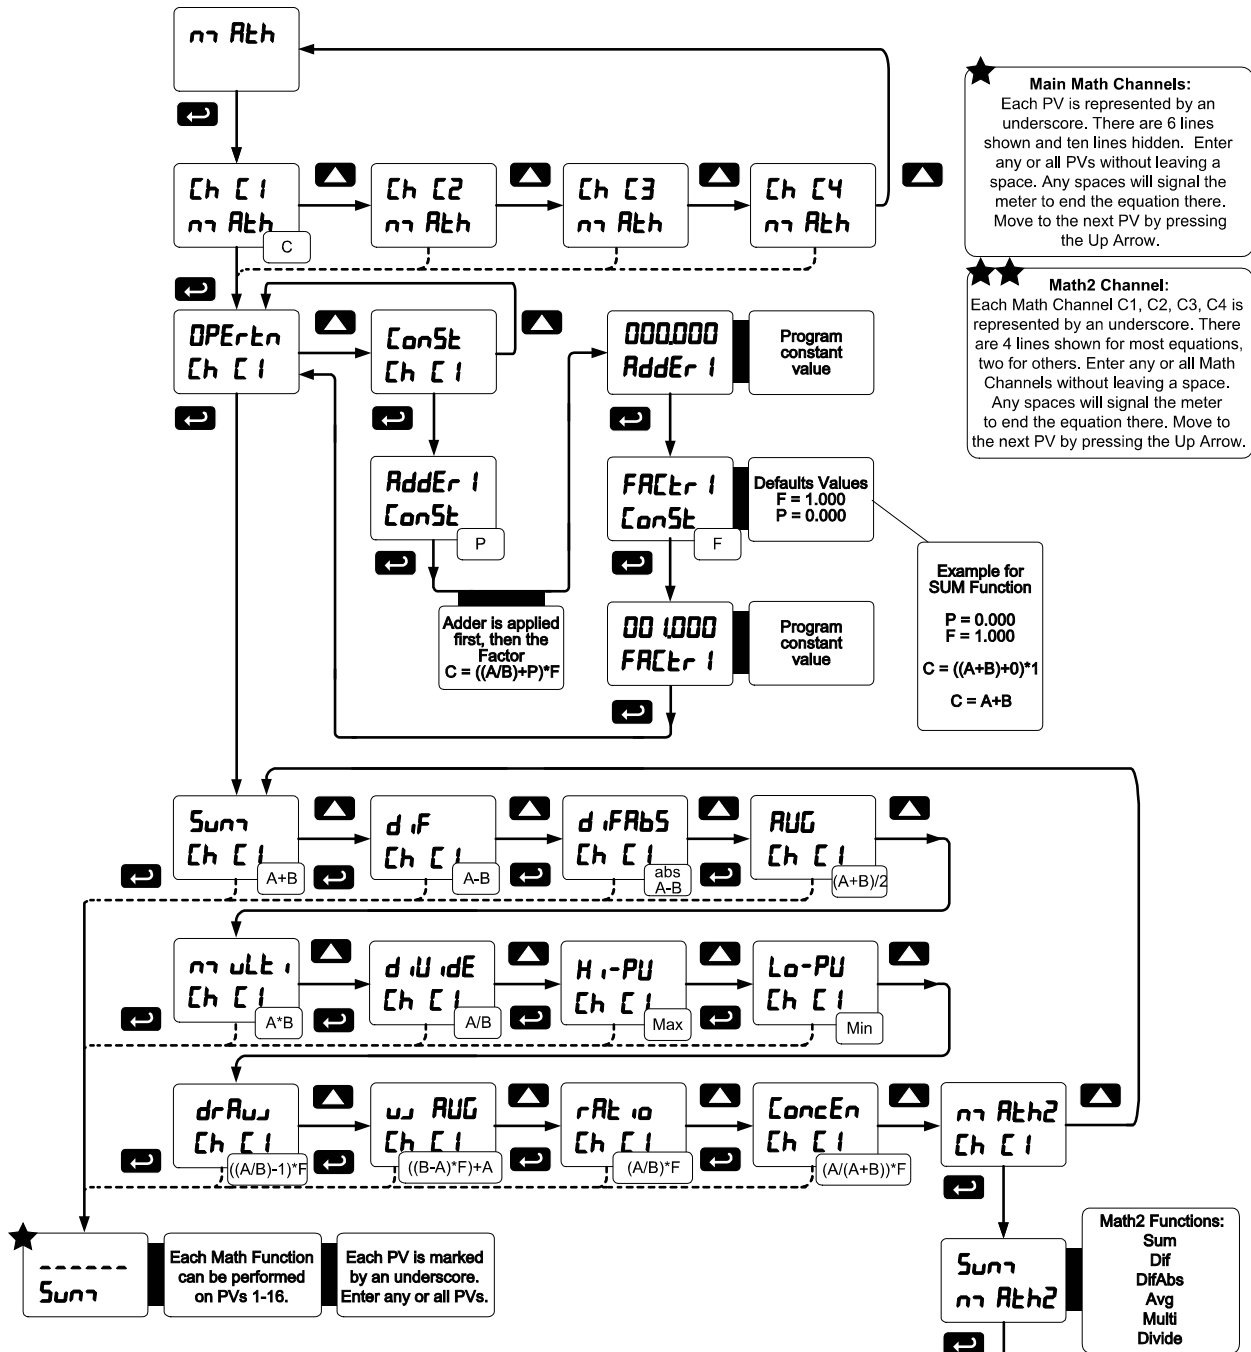 m Ath
Main Math Channels:
Each PV is represented by an
underscore. There are 6 lines
shown and ten lines hidden. Enter
any or all PVs without leaving a
space. Any spaces will signal the
meter to end the equation there.
Move to the next PV by pressing
the Up Arrow.
Ch C1
m Ath
C
Ch C2
m Ath
Ch C3
m Ath
Ch C4
m Ath
Math2 Channel:
Each Math Channel C1, C2, C3, C4 is
represented by an underscore. There
are 4 lines shown for most equations,
two for others. Enter any or all Math
Channels without leaving a space.
Any spaces will signal the meter
to end the equation there. Move to
the next PV by pressing the Up Arrow.
OPErtn
Ch C1
ConSt
Ch C1
000.000
AddEr 1
Program
constant
value
AddEr 1
ConSt
P
FACtr 1
ConSt
F
Defaults Values
F = 1.000
P = 0.000
Adder is applied
first, then the
Factor
C = ((A/B)+P)*F
001.000
FACtr 1
Program
constant
value
Example for
SUM Function
P = 0.000
F = 1.000
C = ((A+B)+0)*1
C = A+B
Sum
Ch C1
A+B
diF
Ch C1
A-B
diFAbS
Ch C1
abs
A-B
AVG
Ch C1
(A+B)/2
m uLti
Ch C1
A*B
diVidE
Ch C1
A/B
Hi-PV
Ch C1
Max
Lo-PV
Ch C1
Min
drAw
Ch C1
((A/B)-1)*F
w AVG
Ch C1
((B-A)*F)+A
rAtio
Ch C1
(A/B)*F
ConcEn
Ch C1
(A/(A+B))*F
m Ath2
Ch C1
_ _ _ _ _ _
Sum
Each Math Function
can be performed
on PVs 1-16.
Each PV is marked
by an underscore.
Enter any or all PVs.
Sum
m Ath2
Math2 Functions:
Sum
Dif
DifAbs
Avg
Multi
Divide